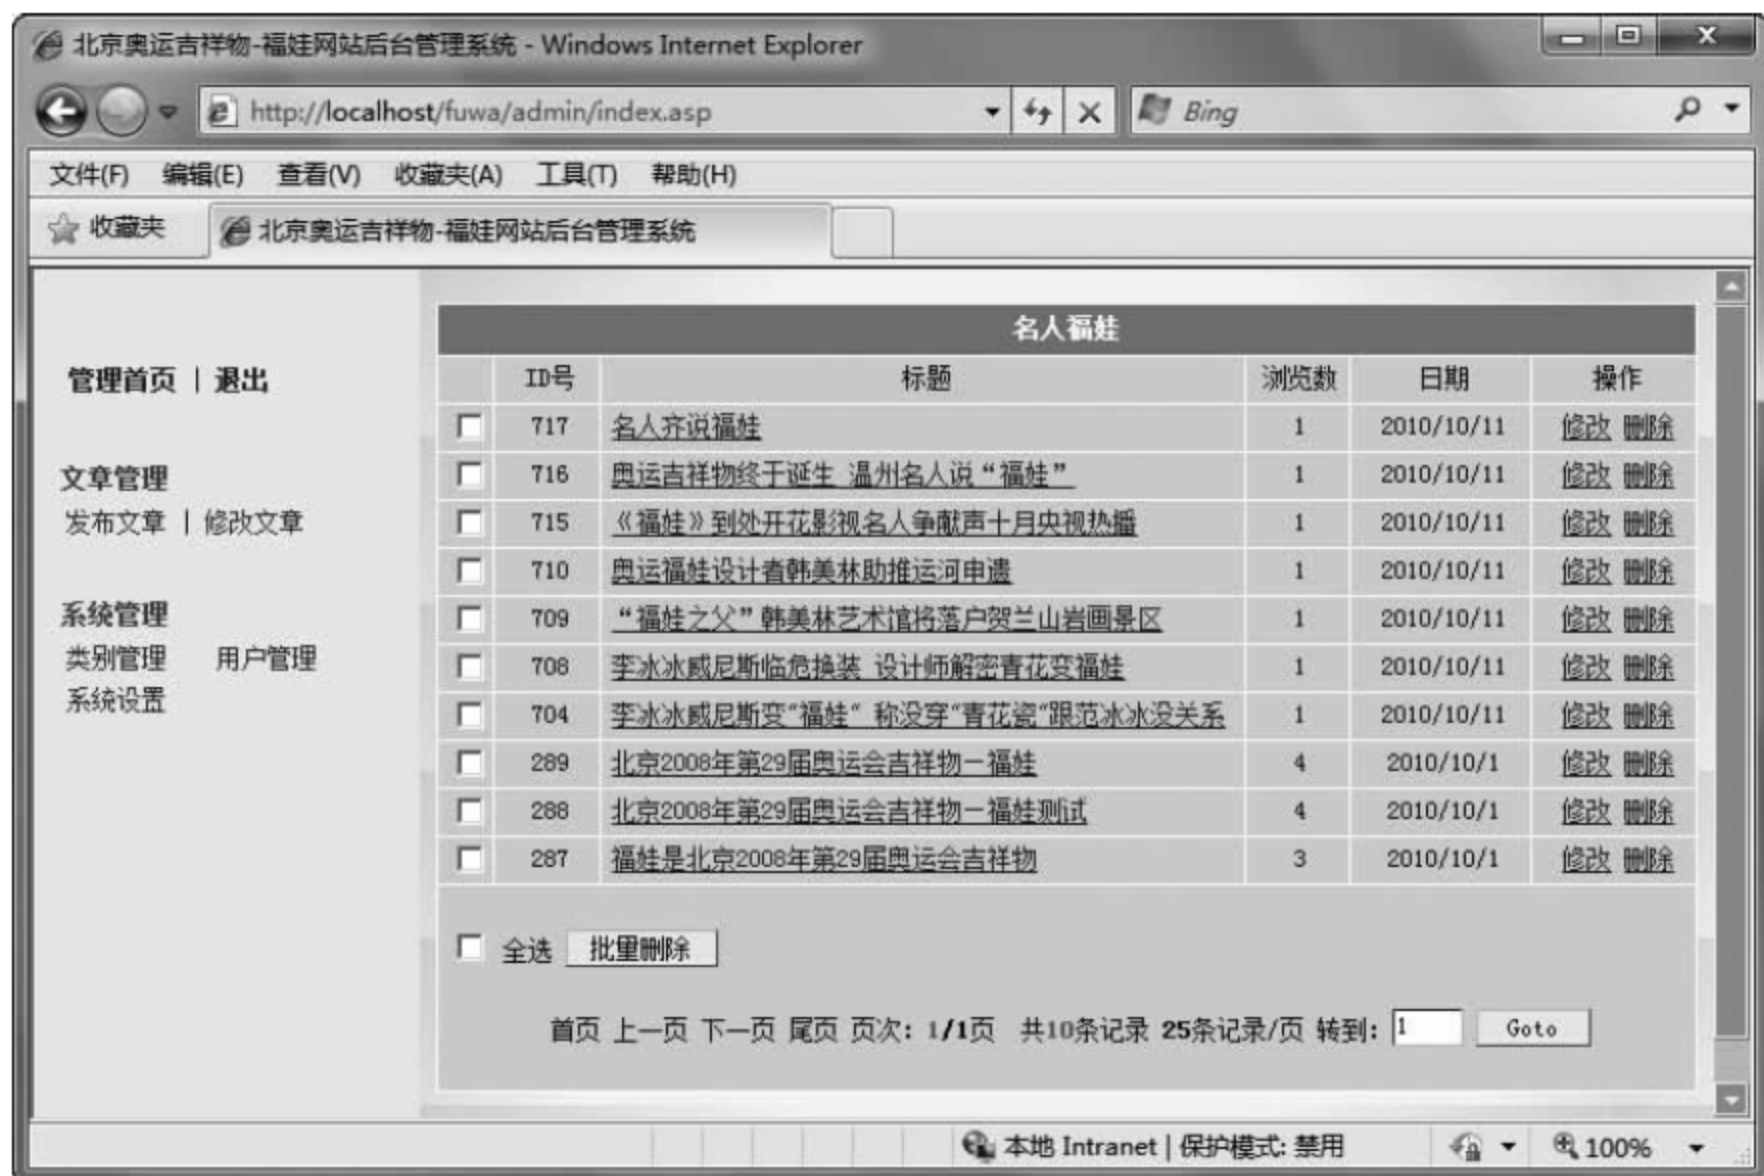 北京奥运吉祥物-福娃网站后台管理系统 - Windows Internet Explorer
http://localhost/fuwa/admin/index.asp Bing
文件(F) 编辑(E) 查看(V) 收藏夹(A) 工具(T) 帮助(H)
收藏夹 北京奥运吉祥物-福娃网站后台管理系统
管理首页 | 退出
文章管理
发布文章 | 修改文章
系统管理
类别管理 用户管理
系统设置
名人福娃
ID号 标题 浏览数 日期 操作
717 名人齐说福娃 1 2010/10/11 修改 删除
716 奥运吉祥物终于诞生 温州名人说“福娃” 1 2010/10/11 修改 删除
715 《福娃》到处开花影视名人争献声十月央视热播 1 2010/10/11 修改 删除
710 奥运福娃设计者韩美林助推运河申遗 1 2010/10/11 修改 删除
709 “福娃之父”韩美林艺术馆将落户贺兰山岩画景区 1 2010/10/11 修改 删除
708 李冰冰威尼斯临危换装 设计师解密青花变福娃 1 2010/10/11 修改 删除
704 李冰冰威尼斯变"福娃" 称没穿"青花瓷"跟范冰冰没关系 1 2010/10/11 修改 删除
289 北京2008年第29届奥运会吉祥物—福娃 4 2010/10/1 修改 删除
288 北京2008年第29届奥运会吉祥物—福娃测试 4 2010/10/1 修改 删除
287 福娃是北京2008年第29届奥运会吉祥物 3 2010/10/1 修改 删除
全选 批量删除
首页 上一页 下一页 尾页 页次：1/1页 共10条记录 25条记录/页 转到：1 Goto
本地 Intranet | 保护模式: 禁用 100%